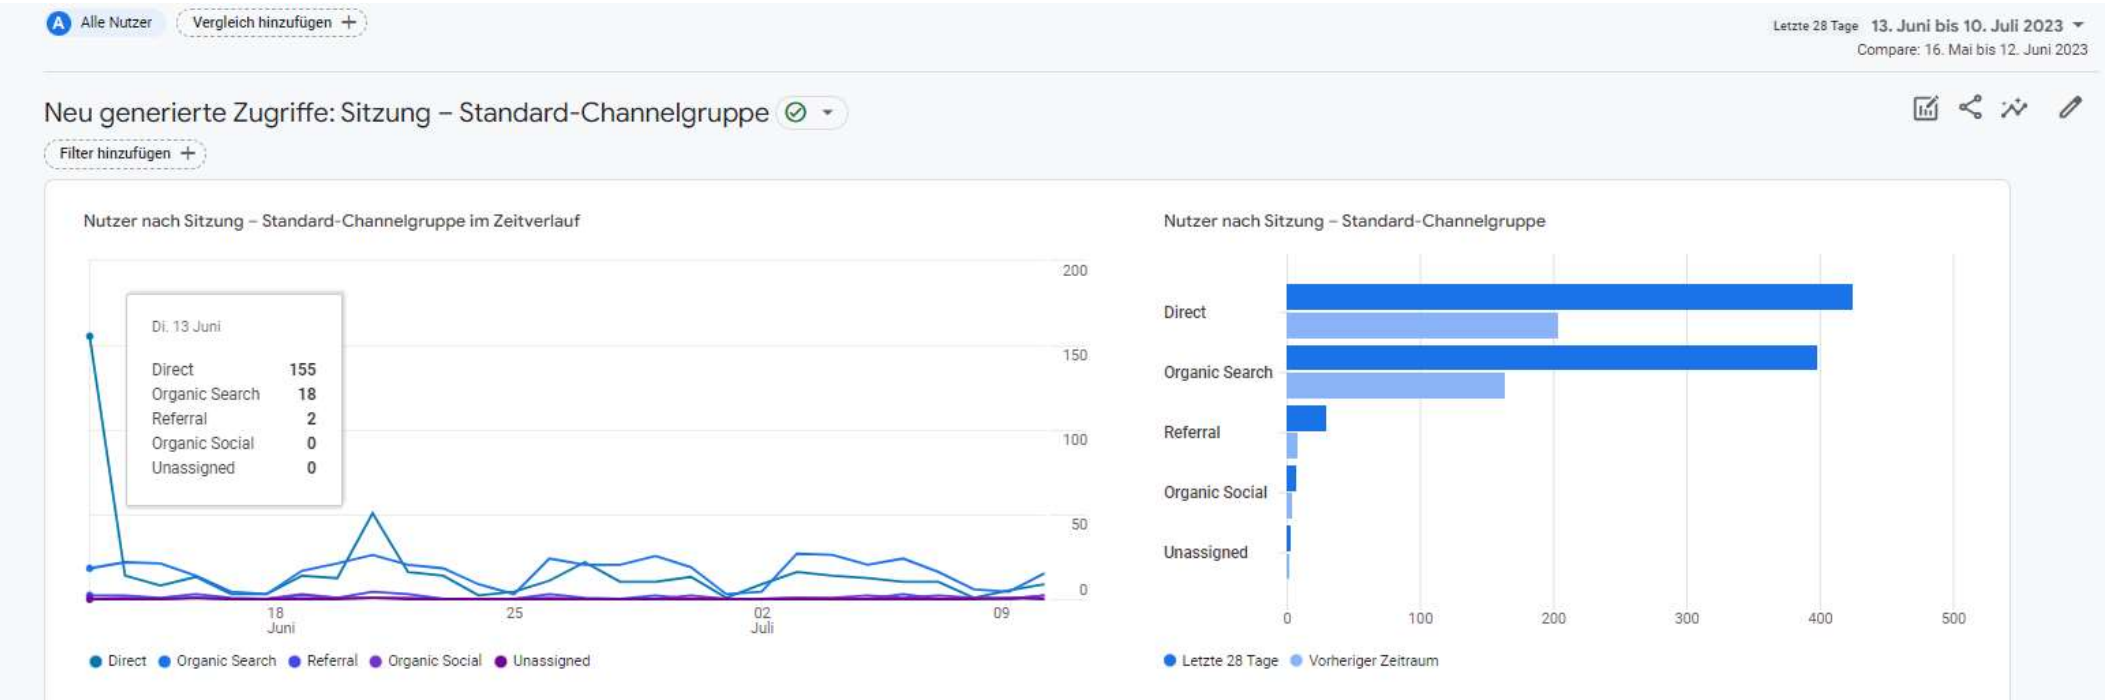 A Alle Nutzer Vergleich hinzufügen +
Letzte 28 Tage 13. Juni bis 10. Juli 2023
Compare: 16. Mai bis 12. Juni 2023
Neu generierte Zugriffe: Sitzung – Standard-Channelgruppe
Filter hinzufügen +
Nutzer nach Sitzung – Standard-Channelgruppe im Zeitverlauf
200
150
100
50
0
Di. 13 Juni
Direct 155
Organic Search 18
Referral 2
Organic Social 0
Unassigned 0
18 25 02 09
Juni Juli
Direct Organic Search Referral Organic Social Unassigned
Nutzer nach Sitzung – Standard-Channelgruppe
Direct
Organic Search
Referral
Organic Social
Unassigned
0 100 200 300 400 500
Letzte 28 Tage Vorheriger Zeitraum